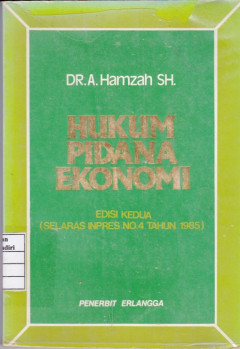 DR. A. Hamzah SH.
HUKUM
PIDANA
EKONOMI
EDISI KEDUA
(SELARAS INPRES. NO. 4 TAHUN 1985)
PENERBIT ERLANGGA